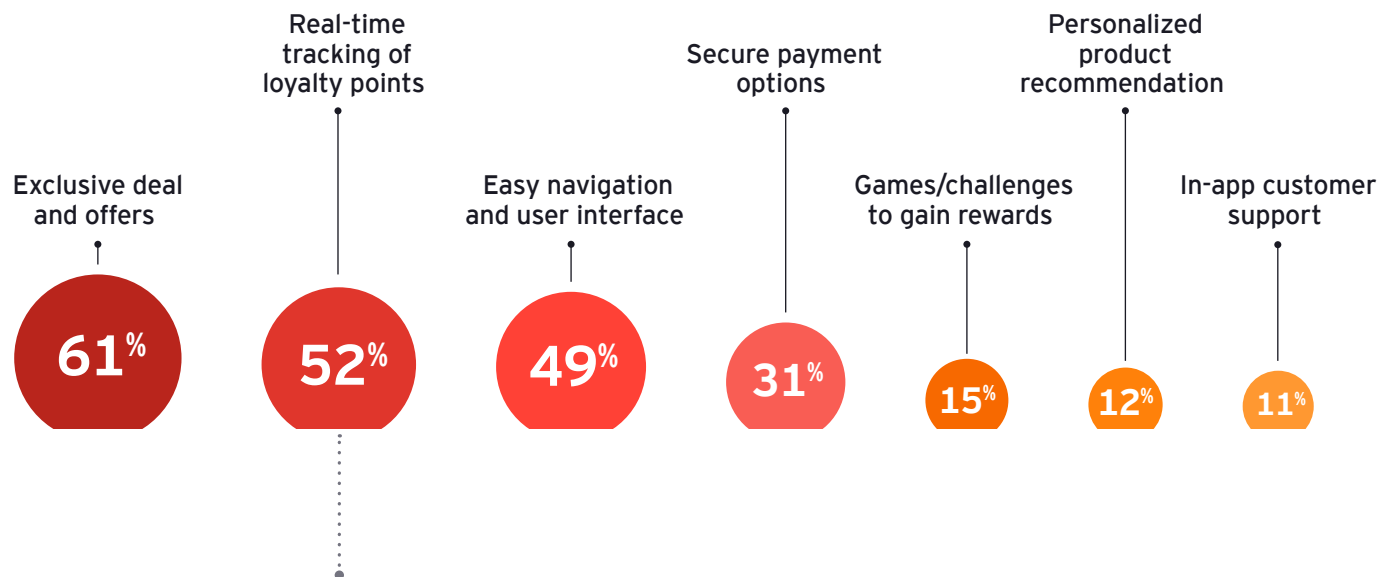 Exclusive deal
and offers
61%
Real-time
tracking of
loyalty points
52%
Easy navigation
and user interface
49%
Secure payment
options
31%
Games/challenges
to gain rewards
15%
Personalized
product
recommendation
12%
In-app customer
support
11%